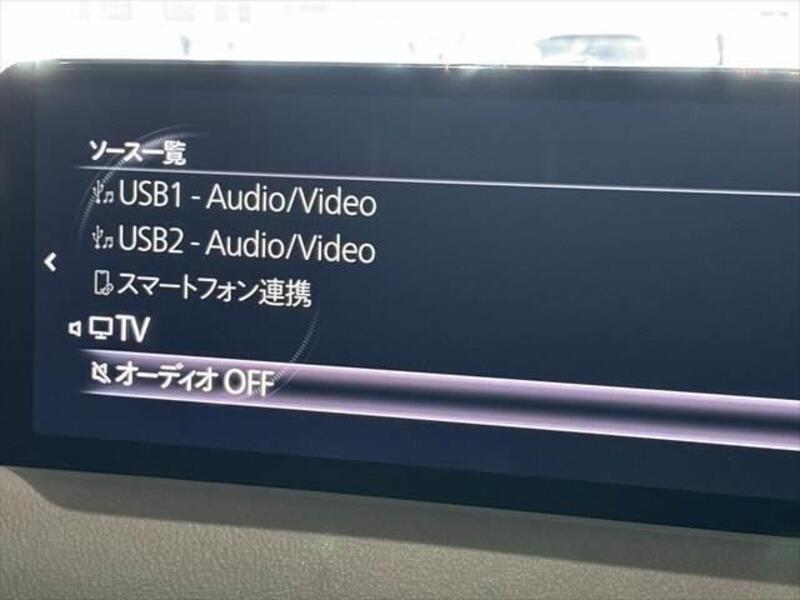 ソース一覧
USB1 - Audio/Video
USB2 - Audio/Video
スマートフォン連携
TV
オーディオ OFF